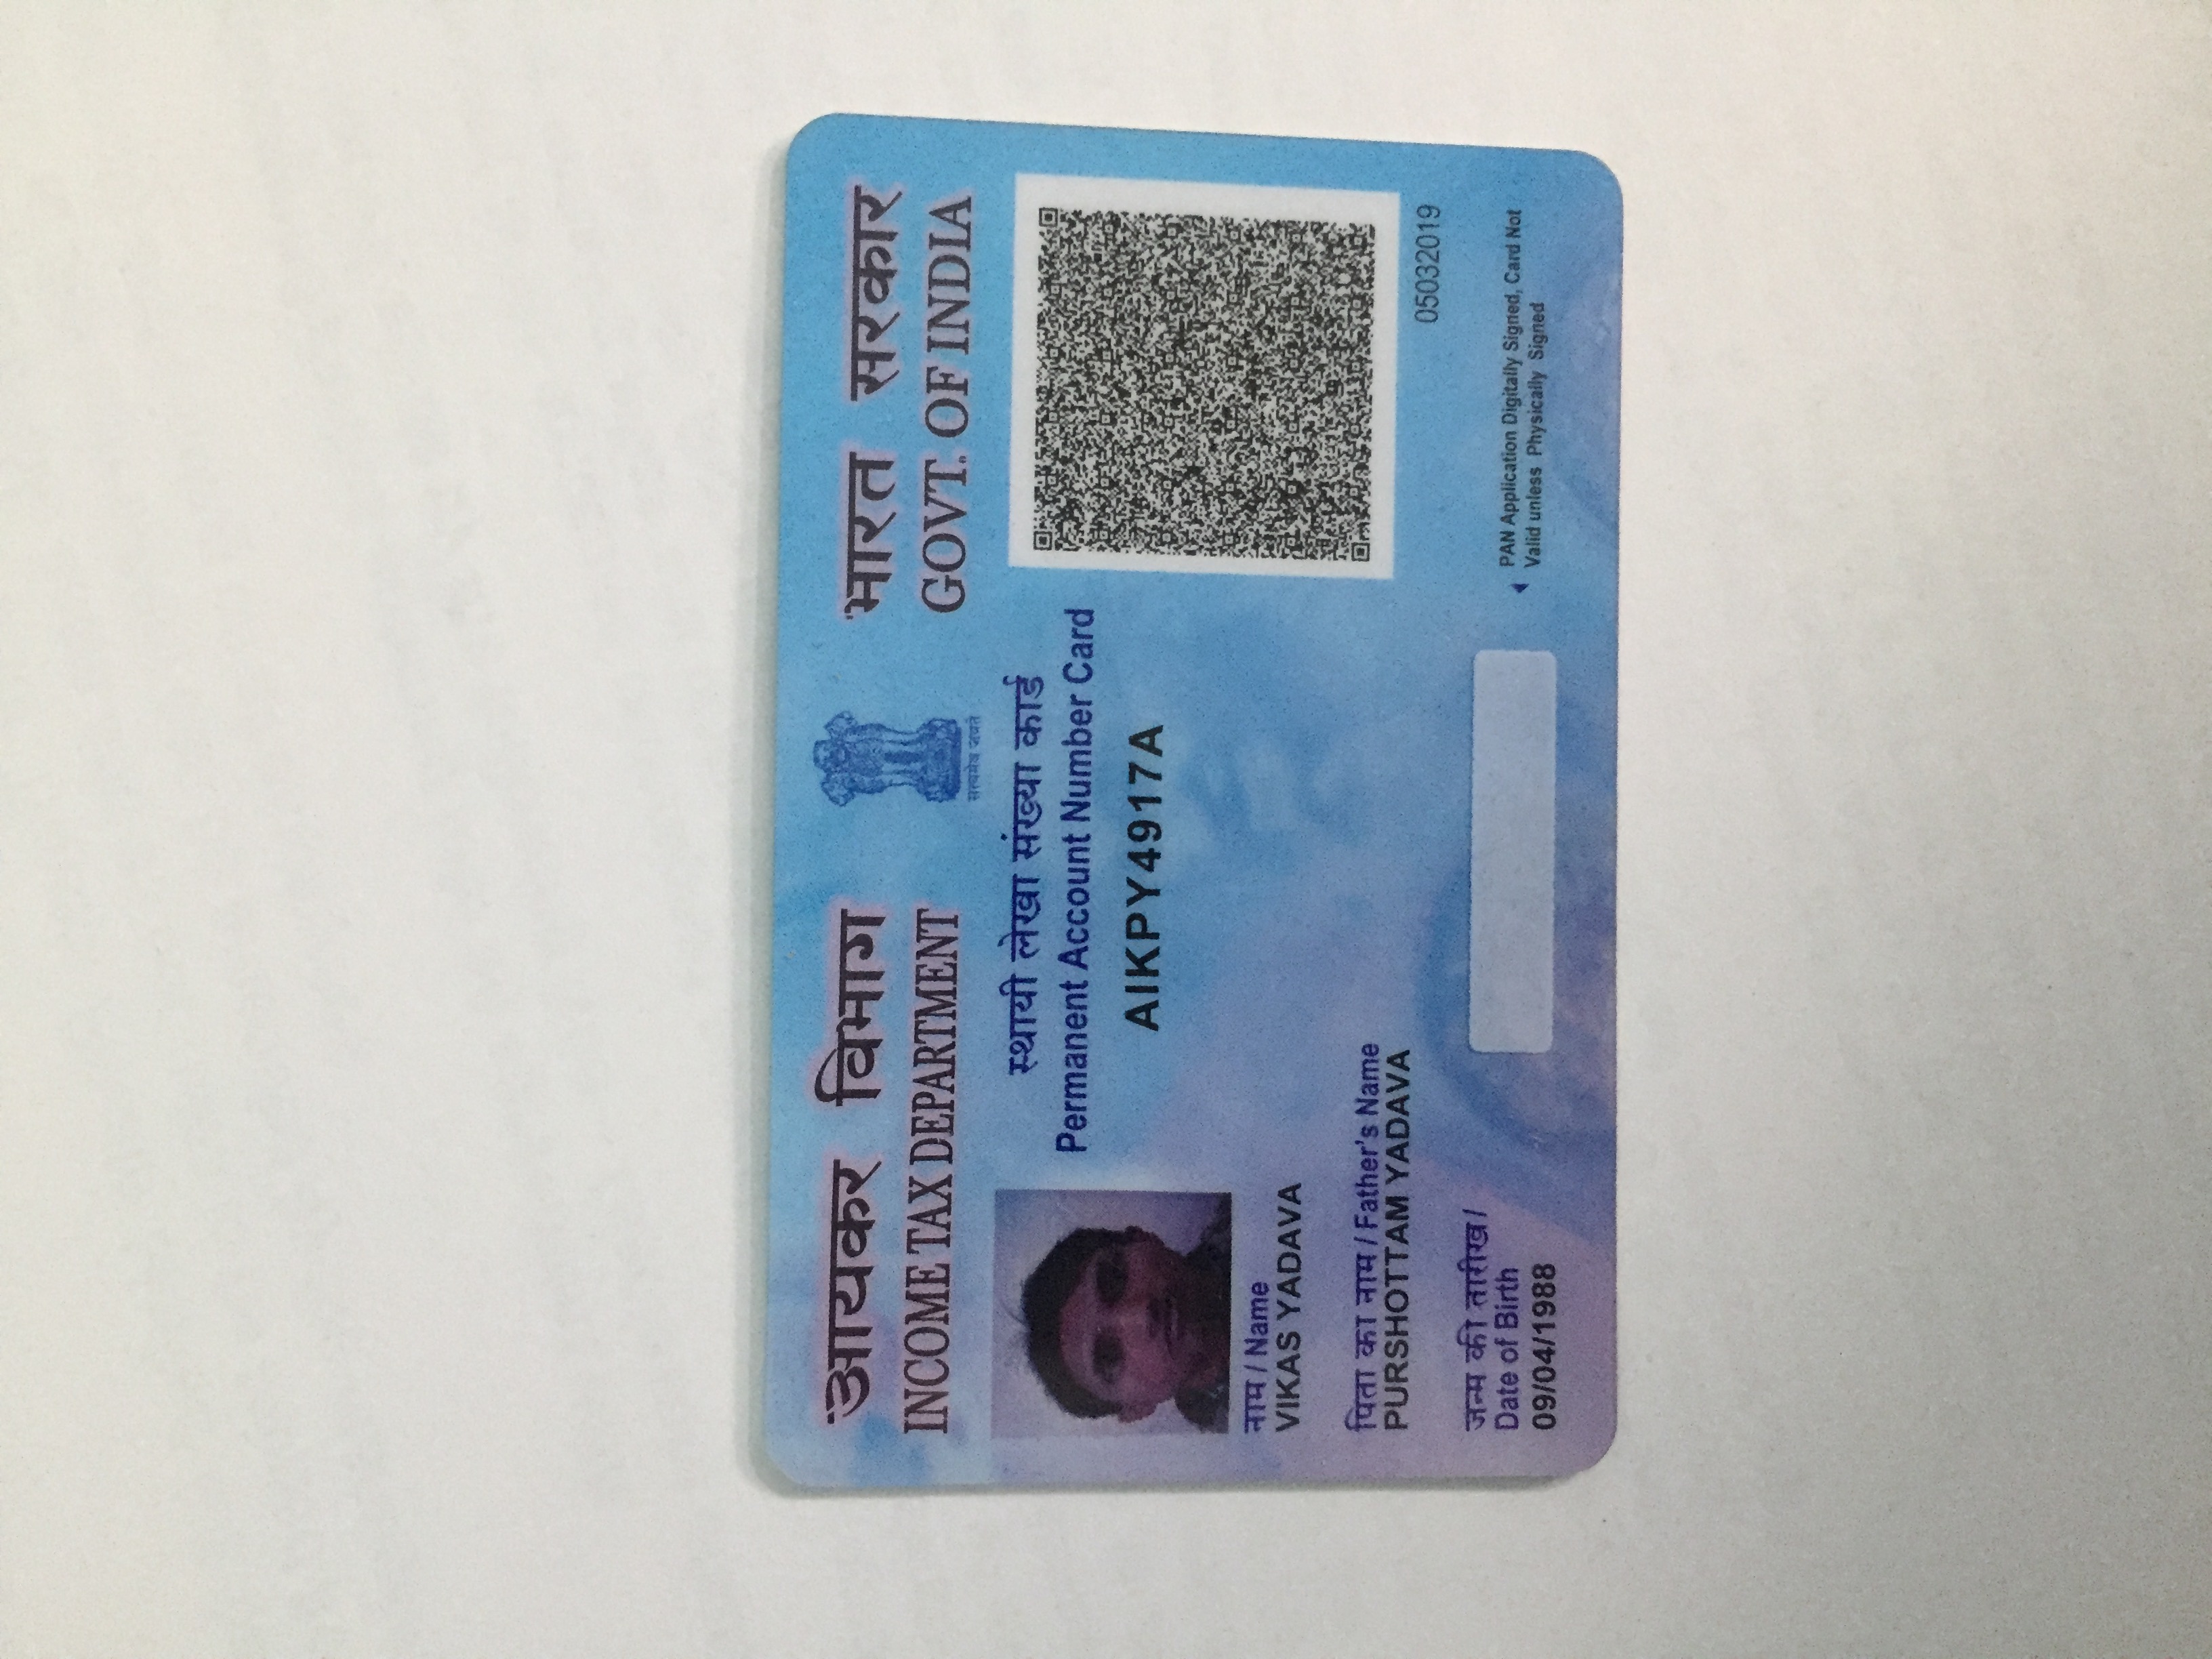 आयकर विभाग
INCOME TAX DEPARTMENT
सत्यमेव जयते
भारत सरकार
GOVT. OF INDIA
स्थायी लेखा संख्या कार्ड
Permanent Account Number Card
AIKPY4917A
नाम / Name
VIKAS YADAVA
पिता का नाम / Father's Name
PURSHOTTAM YADAVA
जन्म की तारीख/
Date of Birth
09/04/1988
05032019
PAN Application Digitally Signed, Card Not
Valid unless Physically Signed